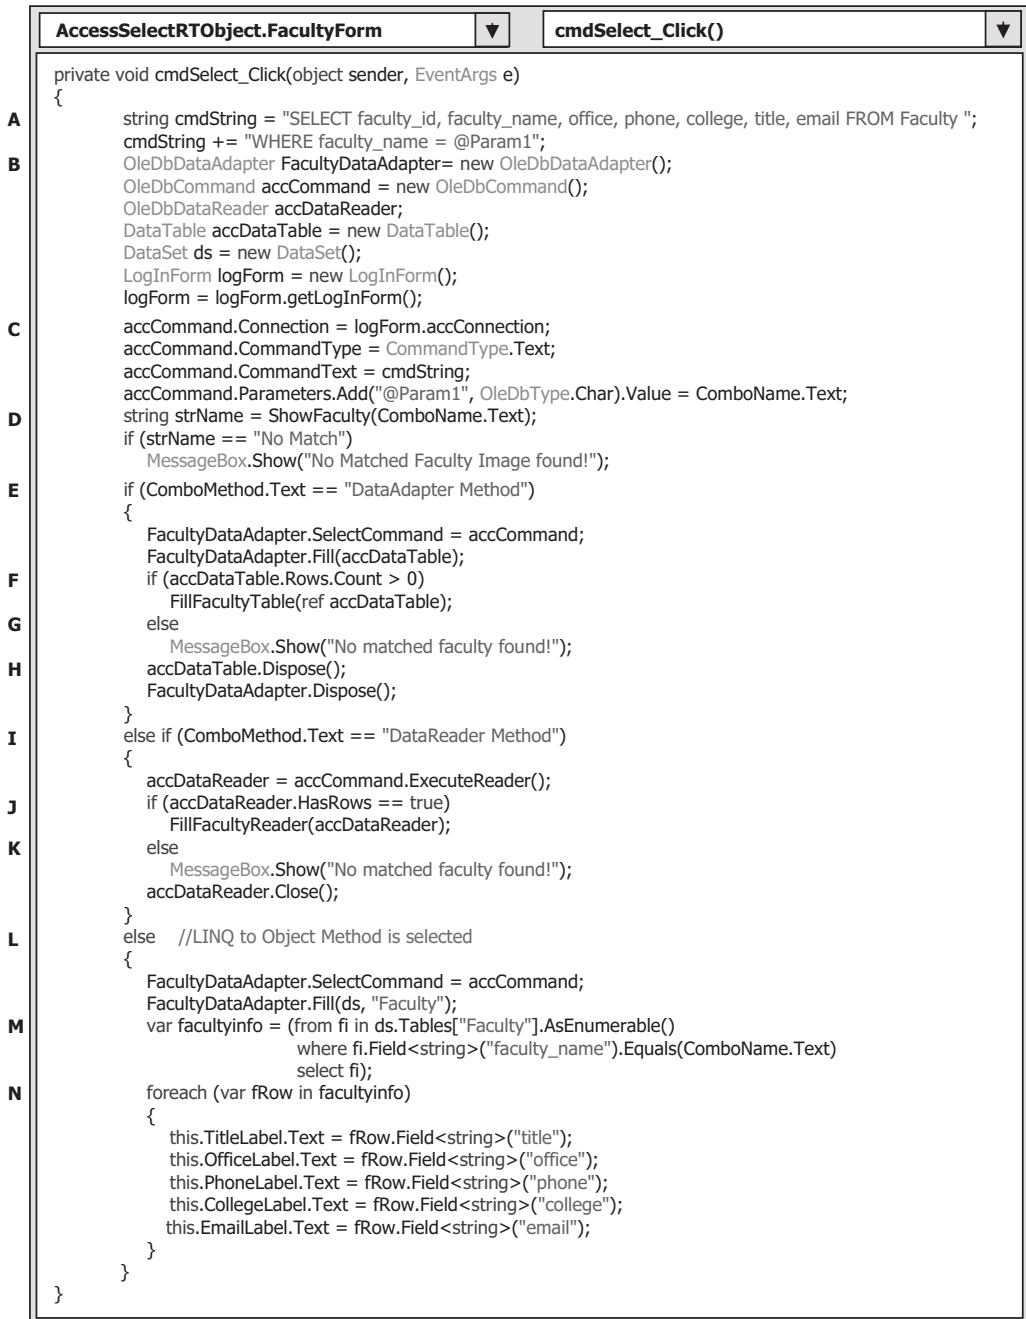 AccessSelectRTObject.FacultyForm cmdSelect_Click()
private void cmdSelect_Click(object sender, EventArgs e)
{
A string cmdString = "SELECT faculty_id, faculty_name, office, phone, college, title, email FROM Faculty ";
cmdString += "WHERE faculty_name = @Param1";
B OleDbDataAdapter FacultyDataAdapter= new OleDbDataAdapter();
OleDbCommand accCommand = new OleDbCommand();
OleDbDataReader accDataReader;
DataTable accDataTable = new DataTable();
DataSet ds = new DataSet();
LogInForm logForm = new LogInForm();
logForm = logForm.getLogInForm();
C accCommand.Connection = logForm.accConnection;
accCommand.CommandType = CommandType.Text;
accCommand.CommandText = cmdString;
accCommand.Parameters.Add("@Param1", OleDbType.Char).Value = ComboName.Text;
D string strName = ShowFaculty(ComboName.Text);
if (strName == "No Match")
MessageBox.Show("No Matched Faculty Image found!");
E if (ComboMethod.Text == "DataAdapter Method")
{
FacultyDataAdapter.SelectCommand = accCommand;
FacultyDataAdapter.Fill(accDataTable);
F if (accDataTable.Rows.Count > 0)
FillFacultyTable(ref accDataTable);
G else
MessageBox.Show("No matched faculty found!");
H accDataTable.Dispose();
FacultyDataAdapter.Dispose();
}
I else if (ComboMethod.Text == "DataReader Method")
{
accDataReader = accCommand.ExecuteReader();
J if (accDataReader.HasRows == true)
FillFacultyReader(accDataReader);
K else
MessageBox.Show("No matched faculty found!");
accDataReader.Close();
}
L else //LINQ to Object Method is selected
{
FacultyDataAdapter.SelectCommand = accCommand;
FacultyDataAdapter.Fill(ds, "Faculty");
M var facultyinfo = (from fi in ds.Tables["Faculty"].AsEnumerable()
where fi.Field<string>("faculty_name").Equals(ComboName.Text)
select fi);
N foreach (var fRow in facultyinfo)
{
this.TitleLabel.Text = fRow.Field<string>("title");
this.OfficeLabel.Text = fRow.Field<string>("office");
this.PhoneLabel.Text = fRow.Field<string>("phone");
this.CollegeLabel.Text = fRow.Field<string>("college");
this.EmailLabel.Text = fRow.Field<string>("email");
}
}
}